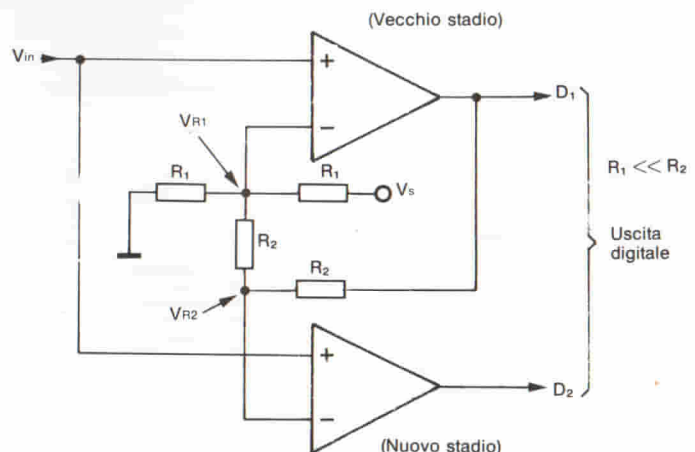 (Vecchio stadio)
Vin
+
D1
VR1
−
R1 << R2
R1
R1
Vs
R2
Uscita
digitale
R2
VR2
+
D2
−
(Nuovo stadio)